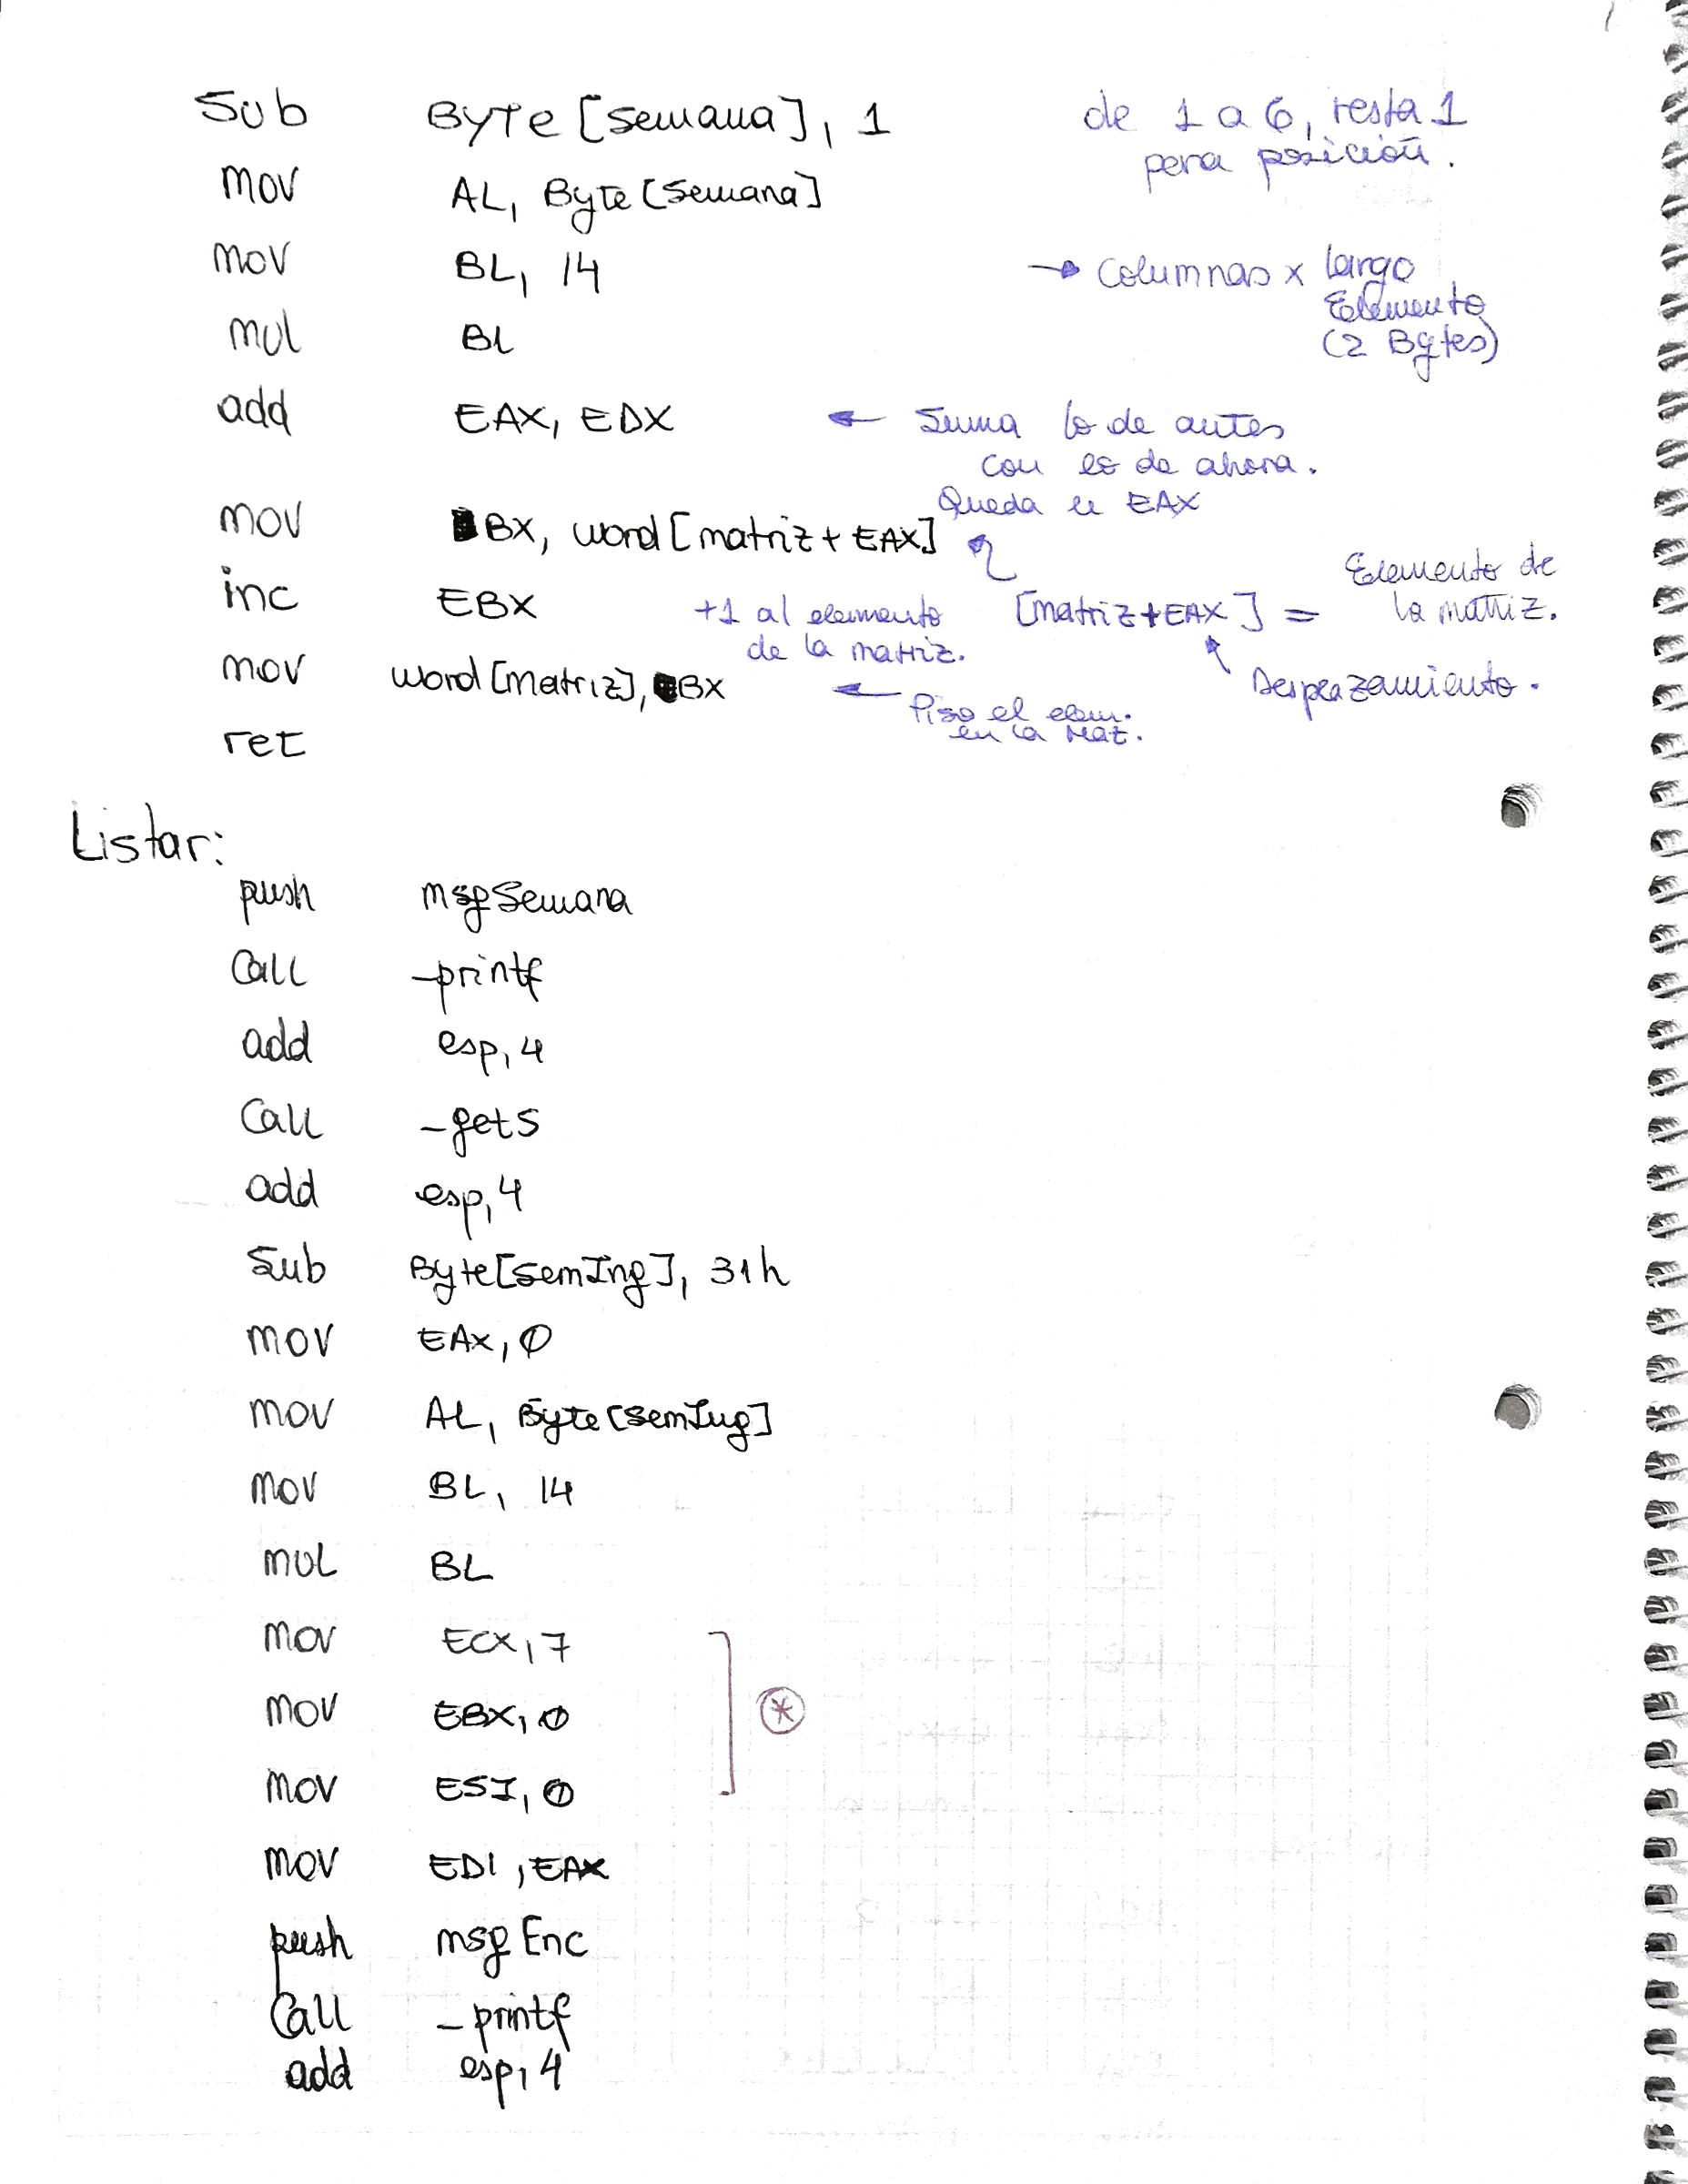 Sub Byte[semana], 1 de 1 a 6, resta 1
para posición.
mov AL, Byte[semana]
mov BL, 14 → Columnas x largo
Elemento
mul BL (2 Bytes)
add EAX, EDX ← Suma lo de antes
con lo de ahora.
Queda en EAX
mov BX, word[matriz+EAX]
inc EBX +1 al elemento [matriz+EAX] = Elemento de
de la matriz. la matriz.
mov word[Matriz], BX ← Piso el elem. Desplazamiento.
en la Mat.
ret
Listar:
push msgSemana
Call _printf
add esp, 4
Call _gets
add esp, 4
Sub Byte[semIng], 31h
mov EAX, 0
mov AL, Byte[semIng]
mov BL, 14
mul BL
mov ECX, 7
mov EBX, 0 *
mov ESI, 0
mov EDI, EAX
push msgEnc
Call _printf
add esp, 4